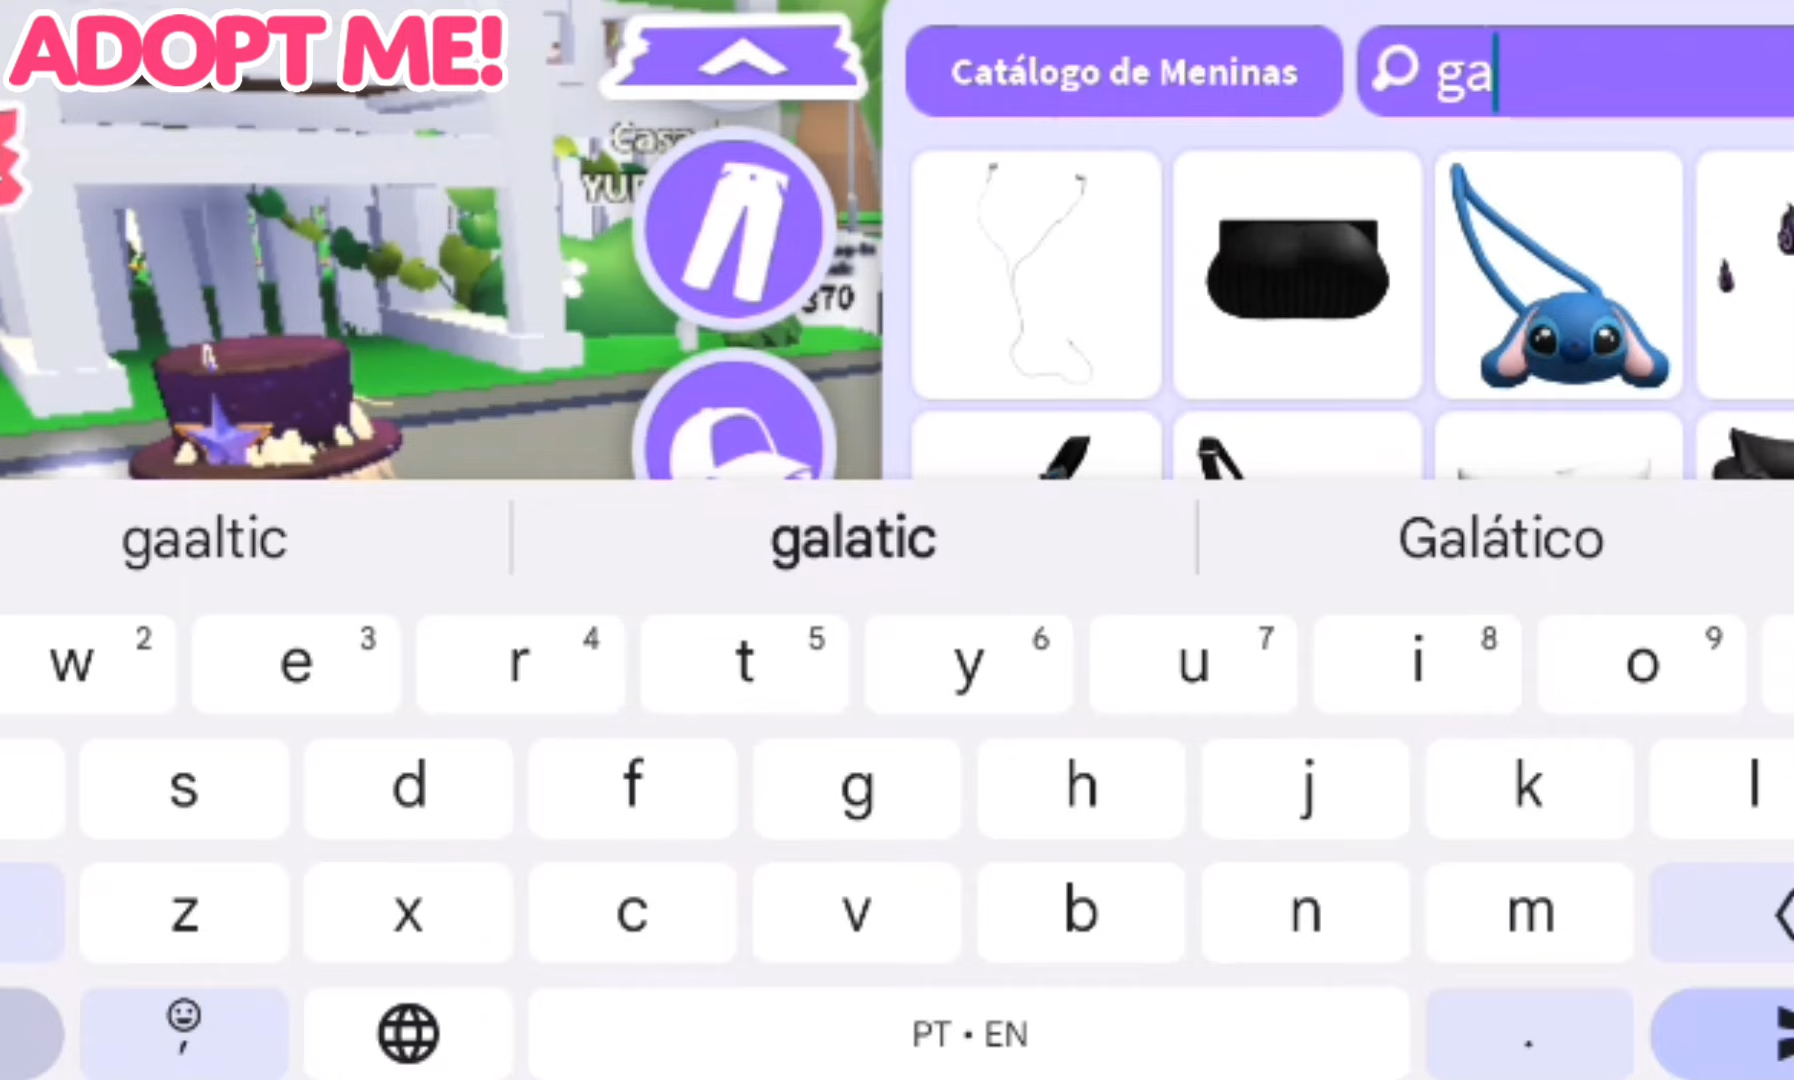 ADOPT ME!
Catálogo de Meninas
ga
gaaltic
galatic
Galático
w 2 e 3 r 4 t 5 y 6 u 7 i 8 o 9
s d f g h j k l
z x c v b n m
, PT • EN .